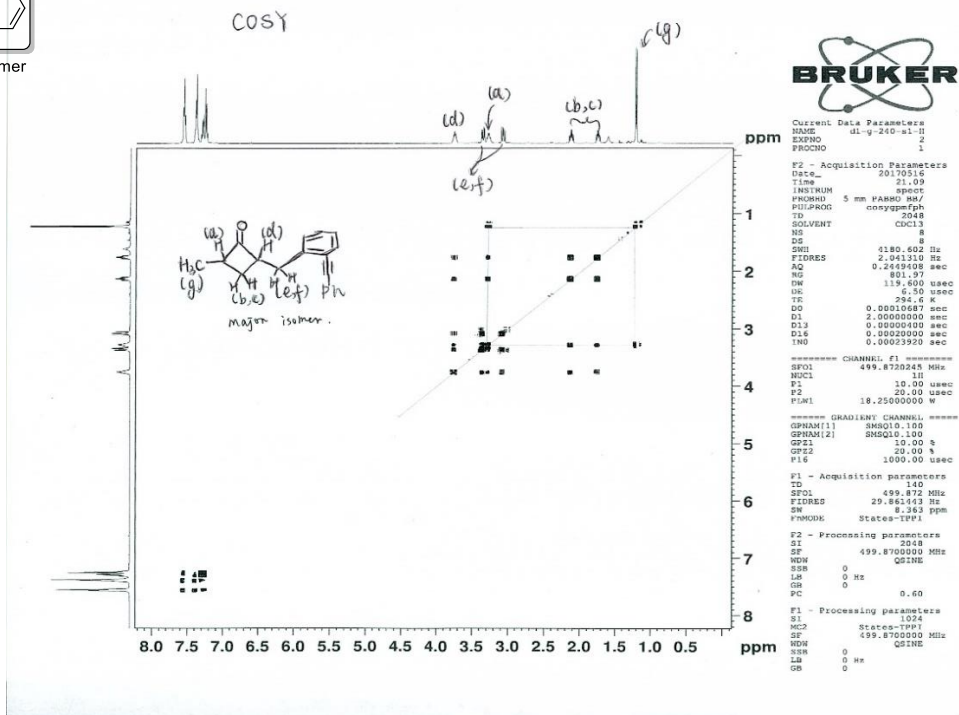 mer
COSY
(g)
(a)
(d)
(b,c)
(e,f)
ppm
BRUKER
(a)
O
(d)
H
H
H3C
(g)
H H
H H
(b,c)
(e,f)
Ph
major isomer.
1
2
3
4
5
6
7
8
8.0 7.5 7.0 6.5 6.0 5.5 5.0 4.5 4.0 3.5 3.0 2.5 2.0 1.5 1.0 0.5 ppm
Current Data Parameters
NAME dl-g-240-s1-II
EXPNO 2
PROCNO 1
F2 - Acquisition Parameters
Date_ 20170516
Time 21.09
INSTRUM spect
PROBHD 5 mm PABBO BB/
PULPROG cosygpmfph
TD 2048
SOLVENT CDCl3
NS 8
DS 8
SWH 4180.602 Hz
FIDRES 2.041310 Hz
AQ 0.2449408 sec
RG 801.97
DW 119.600 usec
DE 6.50 usec
TE 294.6 K
D0 0.00010687 sec
D1 2.00000000 sec
D13 0.00000400 sec
D16 0.00020000 sec
IN0 0.00023920 sec
======== CHANNEL f1 ========
SFO1 499.8720245 MHz
NUC1 1H
P1 10.00 usec
P2 20.00 usec
PLW1 18.25000000 W
====== GRADIENT CHANNEL =====
GPNAM[1] SMSQ10.100
GPNAM[2] SMSQ10.100
GPZ1 10.00 %
GPZ2 20.00 %
P16 1000.00 usec
F1 - Acquisition parameters
TD 140
SFO1 499.872 MHz
FIDRES 29.861443 Hz
SW 8.363 ppm
FnMODE States-TPPI
F2 - Processing parameters
SI 2048
SF 499.8700000 MHz
WDW QSINE
SSB 0
LB 0 Hz
GB 0
PC 0.60
F1 - Processing parameters
SI 1024
MC2 States-TPPI
SF 499.8700000 MHz
WDW QSINE
SSB 0
LB 0 Hz
GB 0